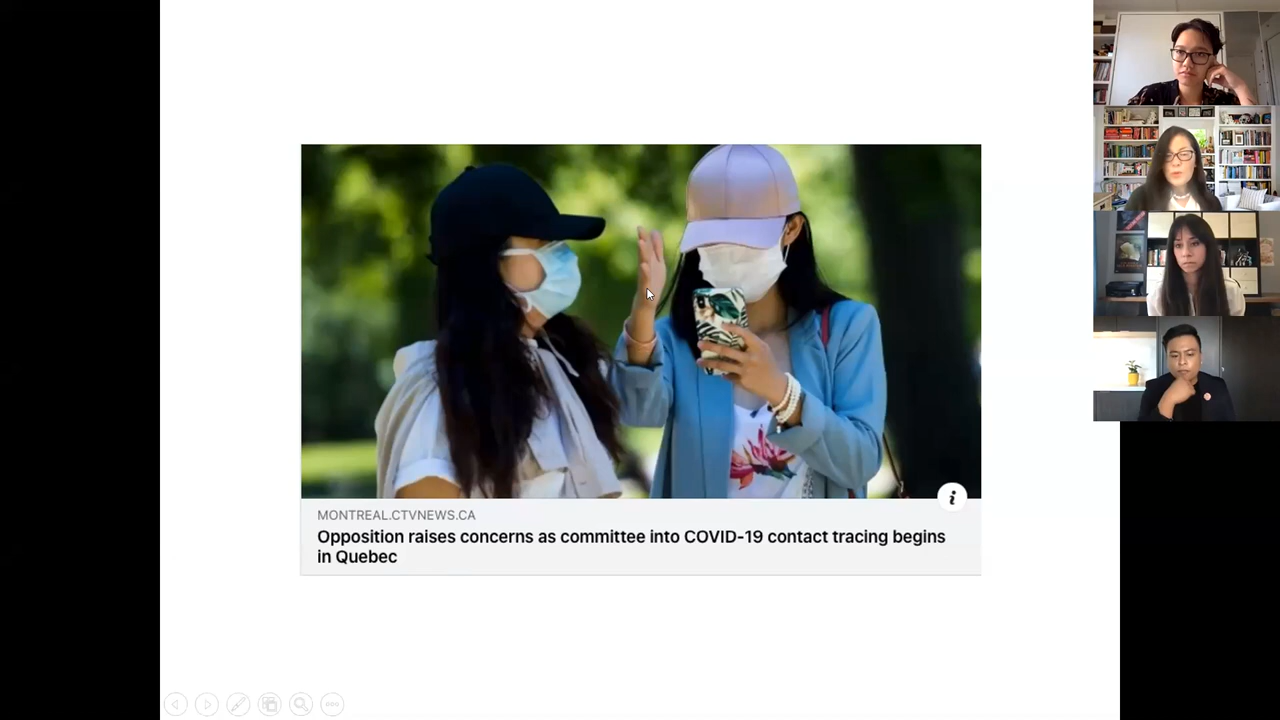 MONTREAL.CTVNEWS.CA
Opposition raises concerns as committee into COVID-19 contact tracing begins
in Quebec